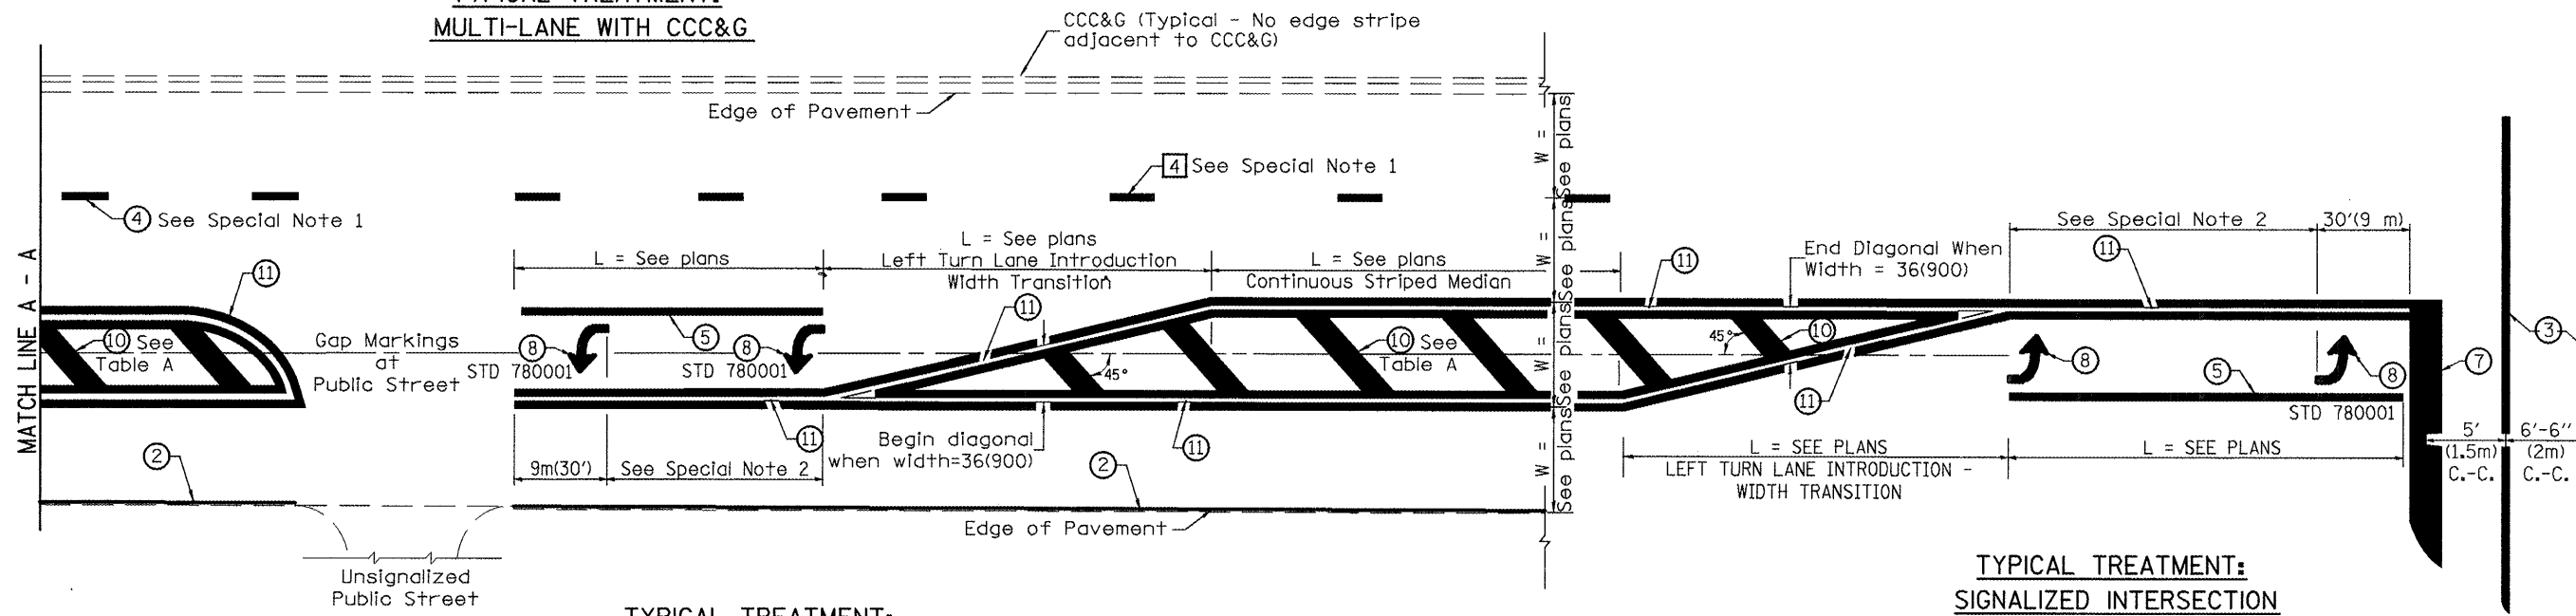 MULTI-LANE WITH CCC&G
CCC&G (Typical - No edge stripe
adjacent to CCC&G)
Edge of Pavement
4 See Special Note 1
4 See Special Note 1
MATCH LINE A - A
11
10 See
Table A
Gap Markings
at
Public Street
L = See plans
5
8
STD 780001
8
STD 780001
L = See plans
Left Turn Lane Introduction
Width Transition
11
L = See plans
Continuous Striped Median
W =
See plans
W =
See plans
W =
See plans
W =
See plans
11
End Diagonal When
Width = 36(900)
See Special Note 2
30'(9 m)
11
45°
10 See
Table A
45°
10
11
8
5
8
STD 780001
7
3
5'
(1.5m)
C.-C.
6'-6"
(2m)
C.-C.
2
9m(30')
See Special Note 2
11
Begin diagonal
when width=36(900)
11
2
Edge of Pavement
L = SEE PLANS
LEFT TURN LANE INTRODUCTION -
WIDTH TRANSITION
L = SEE PLANS
Unsignalized
Public Street
TYPICAL TREATMENT:
SIGNALIZED INTERSECTION